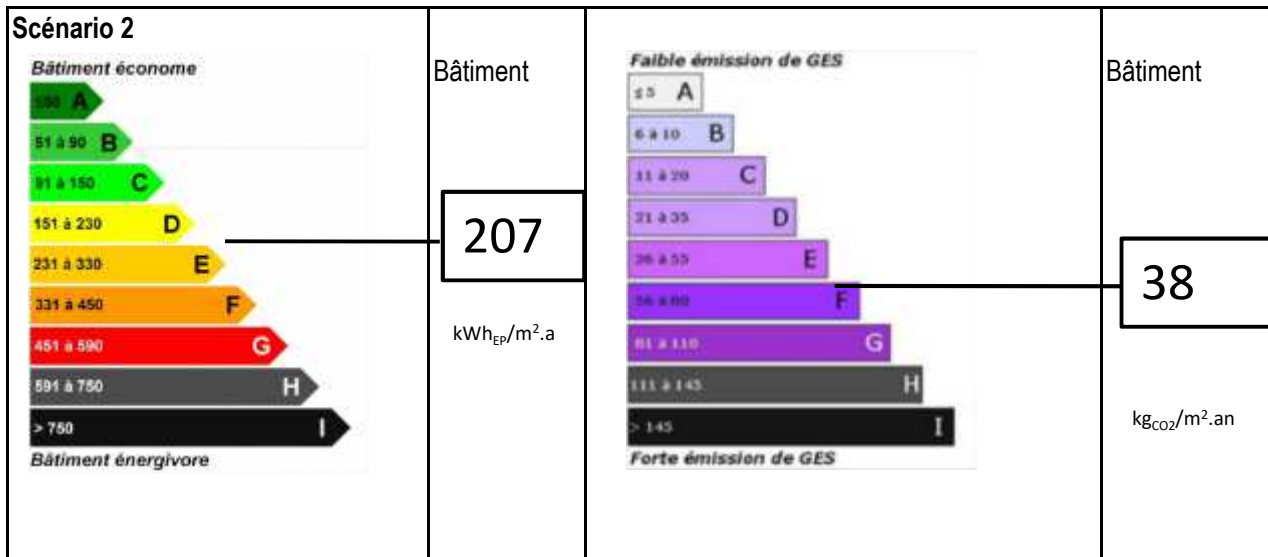 Scénario 2
Bâtiment économe
≤50 A
51 à 90 B
91 à 150 C
151 à 230 D
231 à 330 E
331 à 450 F
451 à 590 G
591 à 750 H
> 750 I
Bâtiment énergivore
Bâtiment
207
kWhEP/m².a
Faible émission de GES
≤ 5 A
6 à 10 B
11 à 20 C
21 à 35 D
36 à 55 E
56 à 80 F
81 à 110 G
111 à 145 H
> 145 I
Forte émission de GES
Bâtiment
38
kgCO2/m².an